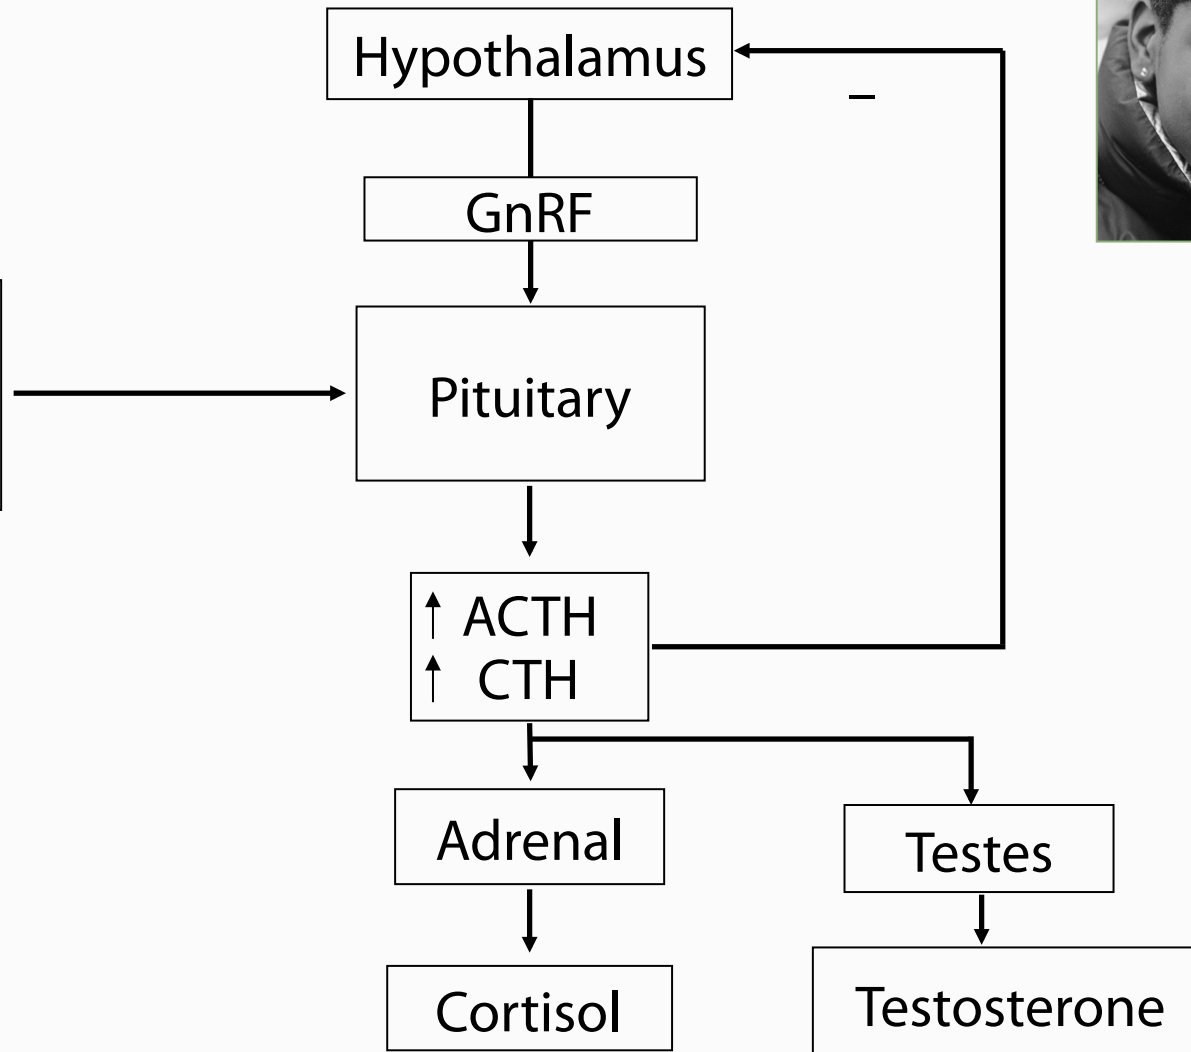 Hypothalamus
–
GnRF
Pituitary
↑ ACTH
↑ CTH
Adrenal
Testes
Cortisol
Testosterone